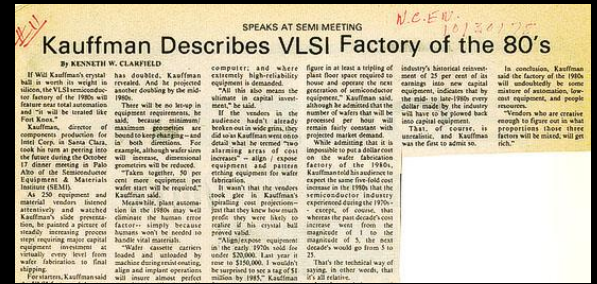 SPEAKS AT SEMI MEETING
N.C.E.N.
Kauffman Describes VLSI Factory of the 80's
By KENNETH W. CLARFIELD
If Will Kauffman's crystal
ball is worth its weight in
silicon, the VLSI semiconduc-
tor factory of the 1980s will
feature near total automation
and "it will be treated like
Fort Knox."
Kauffman, director of
components production for
Intel Corp. in Santa Clara,
took his turn at peering into
the future during the October
17 dinner meeting in Palo
Alto of the Semiconductor
Equipment & Materials
Institute (SEMI).
As 250 equipment and
material vendors listened
attentively and watched
Kauffman's slide presenta-
tion, he painted a picture of
steadily increasing process
steps requiring major capital
equipment investment at
virtually every level from
wafer fabrication to final
shipping.
For starters, Kauffman said
has doubled, Kauffman
revealed. And he projected
another doubling by the mid-
1980s.
There will be no let-up in
equipment requirements, he
said, because minimum/
maximum geometries are
bound to keep changing—and
in both directions. For
example, although wafer sizes
will increase, dimensional
geometries will be reduced.
"Taken together, 50 per
cent more equipment per
wafer start will be required,"
Kauffman said.
Meanwhile, plant automa-
tion in the 1980s may well
eliminate the human error
factor— simply because
humans won't be needed to
handle vital materials.
"Wafer cassette carriers
loaded and unloaded by
machine during resist-coating,
align and implant operations
will insure almost perfect
computer; and where
extremely high-reliability
equipment is demanded.
"All this also means the
ultimate in capital invest-
ment," he said.
If the vendors in the
audience hadn't already
broken out in wide grins, they
did so as Kauffman went on to
detail what he termed "two
alarming areas of cost
increases" – align / expose
equipment and pattern
etching equipment for wafer
fabrication.
It wasn't that the vendors
took glee in Kauffman's
spiralling cost projections—
just that they knew how much
profit they were likely to
realize if his crystal ball
proved valid.
"Align/expose equipment
in the early 1970s sold for
under $20,000. Last year it
rose to $150,000. I wouldn't
be surprised to see a tag of $1
million by 1985," Kauffman
figure in at least a tripling of
plant floor space required to
house and operate the next
generation of semiconductor
equipment," Kauffman said,
although he admitted that the
number of wafers that will be
processed per hour will
remain fairly constant with
projected market demand.
While admitting that it is
impossible to put a dollar cost
on the wafer fabrication
factory of the 1980s,
Kauffman told his audience to
expect the same five-fold cost
increase in the 1980s that the
semiconductor industry
experienced during the 1970s
- except, of course, that
whereas the past decade's cost
increase went from the
magnitude of 1 to the
magnitude of 5, the next
decade's would go from 5 to
25.
That's the technical way of
saying, in other words, that
it's all relative.
industry's historical reinvest-
ment of 25 per cent of its
earnings into new capital
equipment, indicates that by
the mid- to late-1980s every
dollar made by the industry
will have to be plowed back
into capital equipment.
That, of course, is
unrealistic, and Kauffman
was the first to admit so.
In conclusion, Kauffman
said the factory of the 1980s
will undoubtedly be some
mixture of automation, low-
cost equipment, and people
resources.
"Vendors who are creative
enough to figure out in what
proportions those three
factors will be mixed, will get
rich."